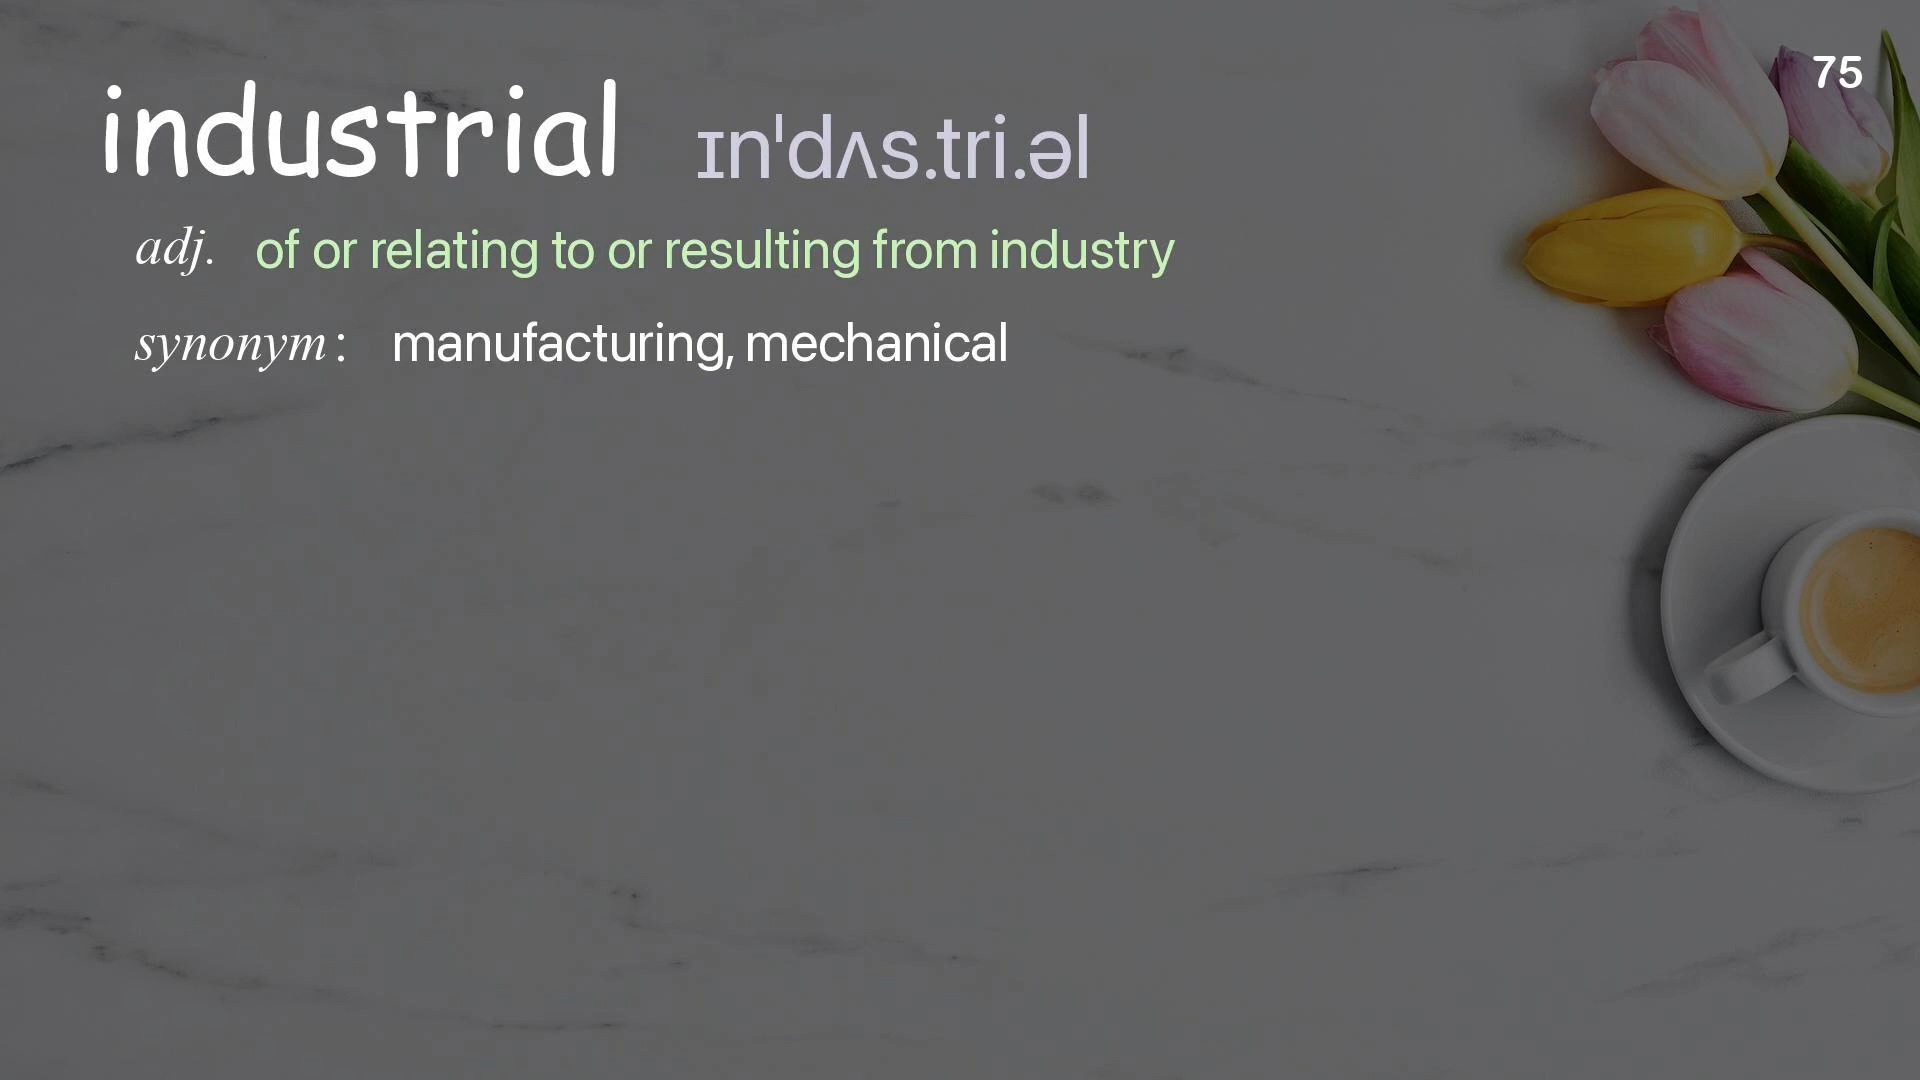 75
industrial ɪnˈdʌs.tri.əl
adj. of or relating to or resulting from industry
synonym : manufacturing, mechanical